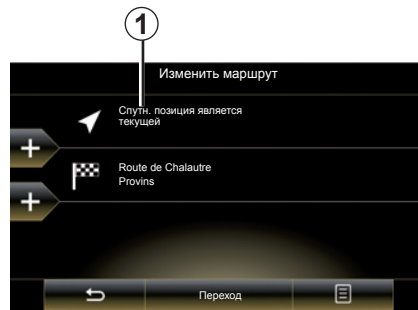 1
Изменить маршрут
Спутн. позиция является
текущей
Route de Chalautre
Provins
Переход